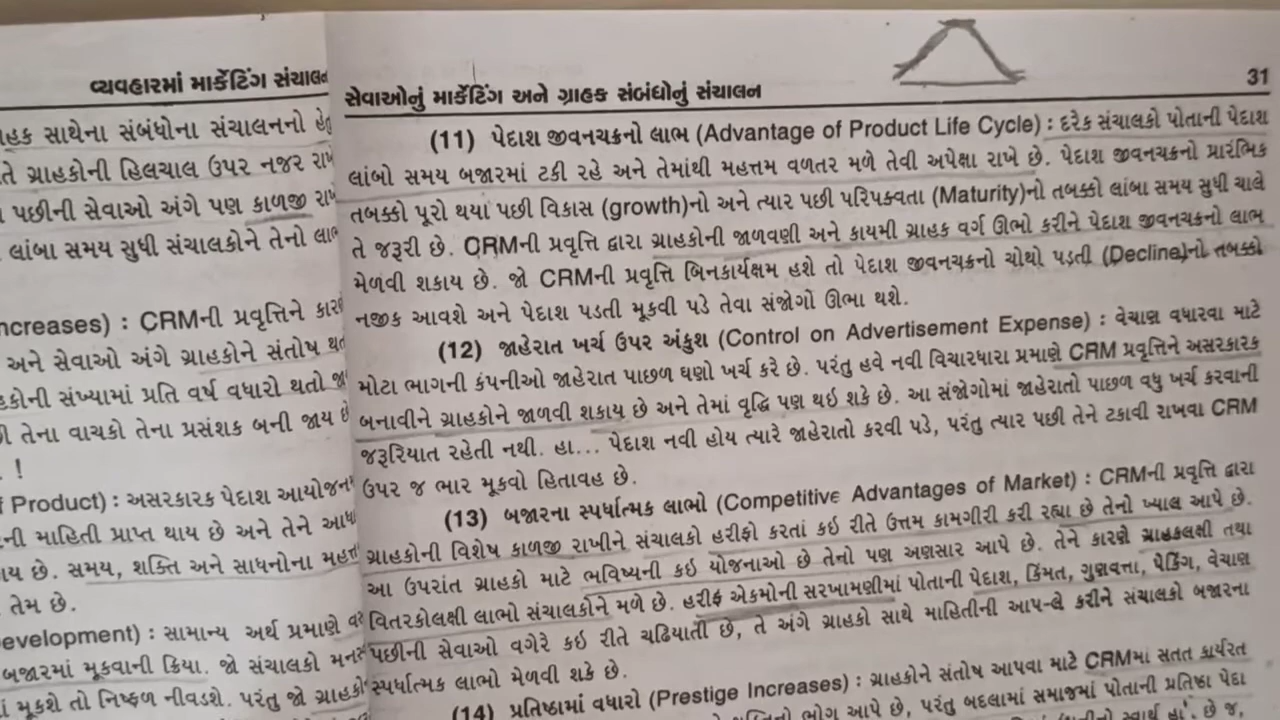 વ્યવહારમાં માર્કેટિંગ સંચાલન
સાથેના સંબંધોના સંચાલનનો હેતુ
તે ગ્રાહકોની હિલચાલ ઉપર નજર
પછીની સેવાઓ અંગે પણ કાળજી
લાંબા સમય સુધી સંચાલકોને તેનો
ncreases) : CRMની પ્રવૃત્તિને
અને સેવાઓ અંગે ગ્રાહકોને સંતોષ
સંખ્યામાં પ્રતિ વર્ષ વધારો થતો
તેના વાચકો તેના પ્રસંશક બની જાય
!
Product) : અસરકારક પેદાશ આયોજન
માહિતી પ્રાપ્ત થાય છે અને તેને
છે. સમય, શક્તિ અને સાધનોના
તેમ છે.
evelopment) : સામાન્ય અર્થ પ્રમાણે
બજારમાં મૂકવાની ક્રિયા. જો સંચાલકો
મૂકશે તો નિષ્ફળ નીવડશે. પરંતુ જો
સેવાઓનું માર્કેટિંગ અને ગ્રાહક સંબંધોનું સંચાલન 31
(11) પેદાશ જીવનચક્રનો લાભ (Advantage of Product Life Cycle) : દરેક સંચાલકો પોતાની પેદાશ
લાંબો સમય બજારમાં ટકી રહે અને તેમાંથી મહત્તમ વળતર મળે તેવી અપેક્ષા રાખે છે. પેદાશ જીવનચક્રનો પ્રારંભિક
તબક્કો પૂરો થયા પછી વિકાસ (growth)નો અને ત્યાર પછી પરિપક્વતા (Maturity)નો તબક્કો લાંબા સમય સુધી ચાલે
તે જરૂરી છે. CRMની પ્રવૃત્તિ દ્વારા ગ્રાહકોની જાળવણી અને કાયમી ગ્રાહક વર્ગ ઊભો કરીને પેદાશ જીવનચક્રનો લાભ
મેળવી શકાય છે. જો CRMની પ્રવૃત્તિ બિનકાર્યક્ષમ હશે તો પેદાશ જીવનચક્રનો ચોથો પડતી (Decline)નો તબક્કો
નજીક આવશે અને પેદાશ પડતી મૂકવી પડે તેવા સંજોગો ઊભા થશે.
(12) જાહેરાત ખર્ચ ઉપર અંકુશ (Control on Advertisement Expense) : વેચાણ વધારવા માટે
મોટા ભાગની કંપનીઓ જાહેરાત પાછળ ઘણો ખર્ચ કરે છે. પરંતુ હવે નવી વિચારધારા પ્રમાણે CRM પ્રવૃત્તિને અસરકારક
બનાવીને ગ્રાહકોને જાળવી શકાય છે અને તેમાં વૃદ્ધિ પણ થઇ શકે છે. આ સંજોગોમાં જાહેરાતો પાછળ વધુ ખર્ચ કરવાની
જરૂરિયાત રહેતી નથી. હા... પેદાશ નવી હોય ત્યારે જાહેરાતો કરવી પડે, પરંતુ ત્યાર પછી તેને ટકાવી રાખવા CRM
ઉપર જ ભાર મૂકવો હિતાવહ છે.
(13) બજારના સ્પર્ધાત્મક લાભો (Competitive Advantages of Market) : CRMની પ્રવૃત્તિ દ્વારા
ગ્રાહકોની વિશેષ કાળજી રાખીને સંચાલકો હરીફો કરતાં કઇ રીતે ઉત્તમ કામગીરી કરી રહ્યા છે તેનો ખ્યાલ આપે છે.
આ ઉપરાંત ગ્રાહકો માટે ભવિષ્યની કઇ યોજનાઓ છે તેનો પણ અણસાર આપે છે. તેને કારણે ગ્રાહકલક્ષી તથા
વિતરકોલક્ષી લાભો સંચાલકોને મળે છે. હરીફ એકમોની સરખામણીમાં પોતાની પેદાશ, કિંમત, ગુણવત્તા, પેકિંગ, વેચાણ
પછીની સેવાઓ વગેરે કઇ રીતે ચઢિયાતી છે, તે અંગે ગ્રાહકો સાથે માહિતીની આપ-લે કરીને સંચાલકો બજારના
સ્પર્ધાત્મક લાભો મેળવી શકે છે.
(14) પ્રતિષ્ઠામાં વધારો (Prestige Increases) : ગ્રાહકોને સંતોષ આપવા માટે CRMમાં સતત કાર્યરત
ભોગ આપે છે, પરંતુ બદલામાં સમાજમાં પોતાની પ્રતિષ્ઠા પેદા